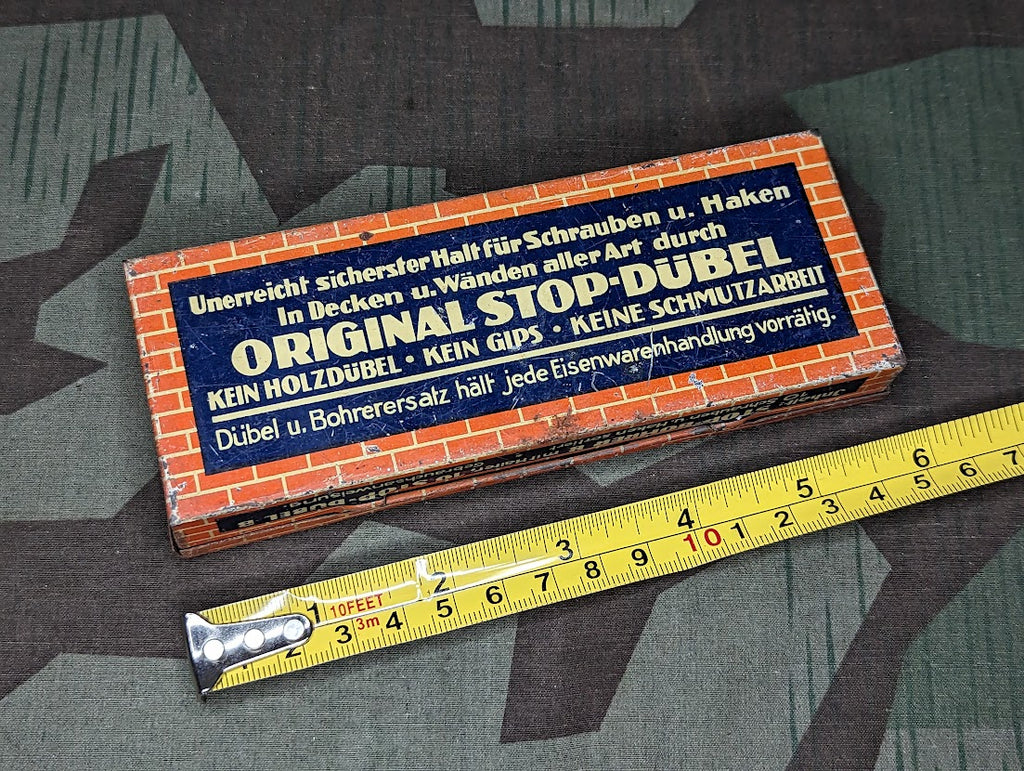 Unerreicht sicherster Halt für Schrauben u. Haken
In Decken u. Wänden aller Art durch
ORIGINAL STOP-DÜBEL
KEIN HOLZDÜBEL · KEIN GIPS · KEINE SCHMUTZARBEIT
Dübel u. Bohrerersatz hält jede Eisenwarenhandlung vorrätig.
1 2 3 4 5 6
10FEET
3m
1 2 3 4 5 6 7 8 9 10 1 2 3 4 5 6 7